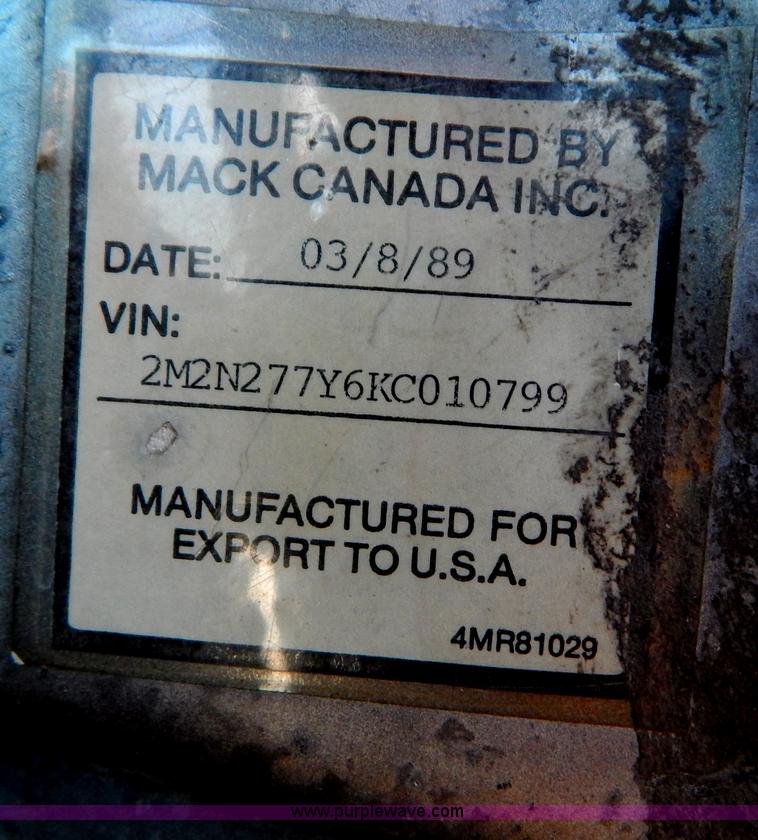 MANUFACTURED BY
MACK CANADA INC.
DATE: 03/8/89
VIN:
2M2N277Y6KC010799
MANUFACTURED FOR
EXPORT TO U.S.A.
4MR81029
www.purplewave.com